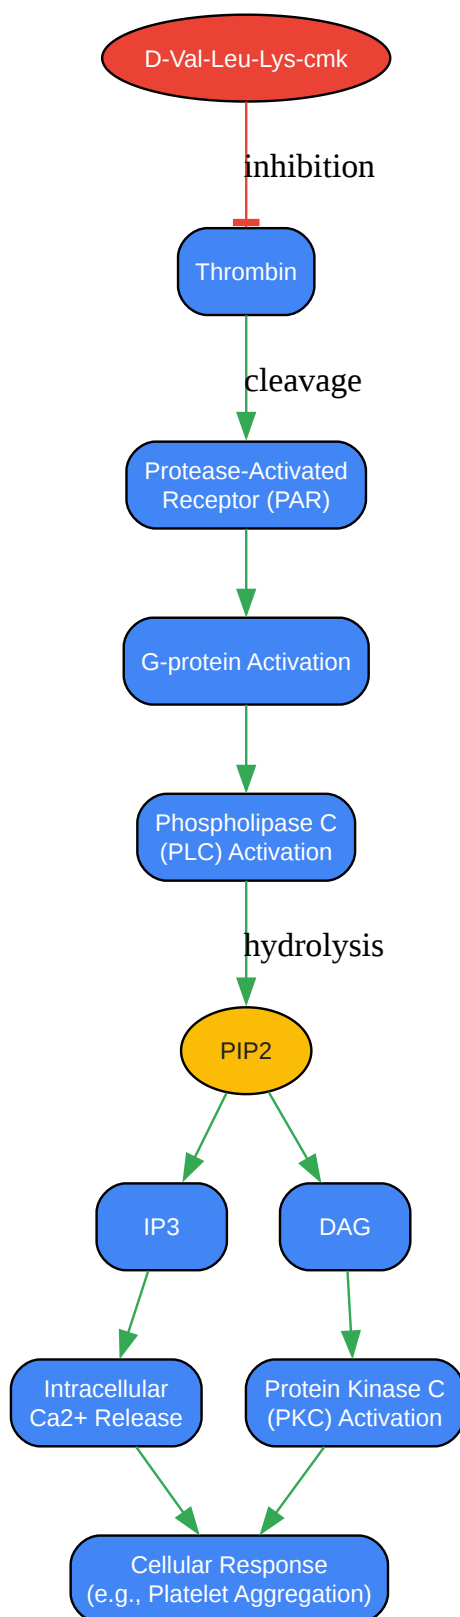 D-Val-Leu-Lys-cmk
inhibition
Thrombin
cleavage
Protease-Activated
Receptor (PAR)
G-protein Activation
Phospholipase C
(PLC) Activation
hydrolysis
PIP2
IP3
DAG
Intracellular
Ca2+ Release
Protein Kinase C
(PKC) Activation
Cellular Response
(e.g., Platelet Aggregation)